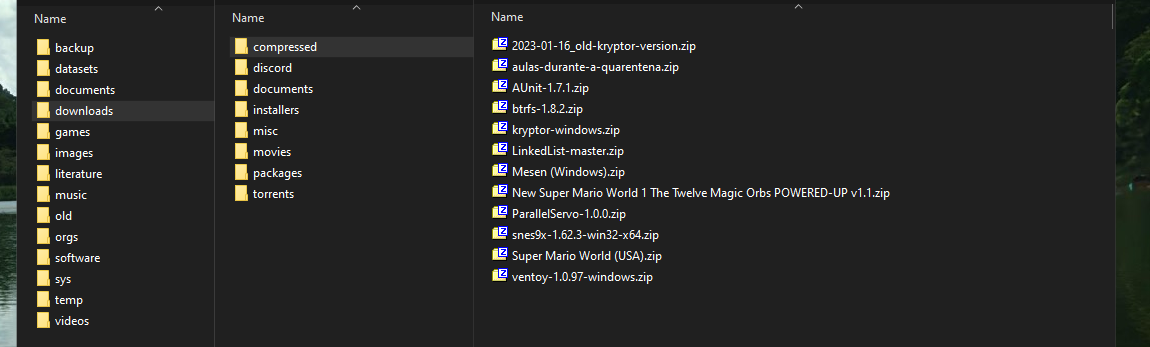 Name
backup
datasets
documents
downloads
games
images
literature
music
old
orgs
software
sys
temp
videos
Name
compressed
discord
documents
installers
misc
movies
packages
torrents
Name
2023-01-16_old-kryptor-version.zip
aulas-durante-a-quarentena.zip
AUnit-1.7.1.zip
btrfs-1.8.2.zip
kryptor-windows.zip
LinkedList-master.zip
Mesen (Windows).zip
New Super Mario World 1 The Twelve Magic Orbs POWERED-UP v1.1.zip
ParallelServo-1.0.0.zip
snes9x-1.62.3-win32-x64.zip
Super Mario World (USA).zip
ventoy-1.0.97-windows.zip